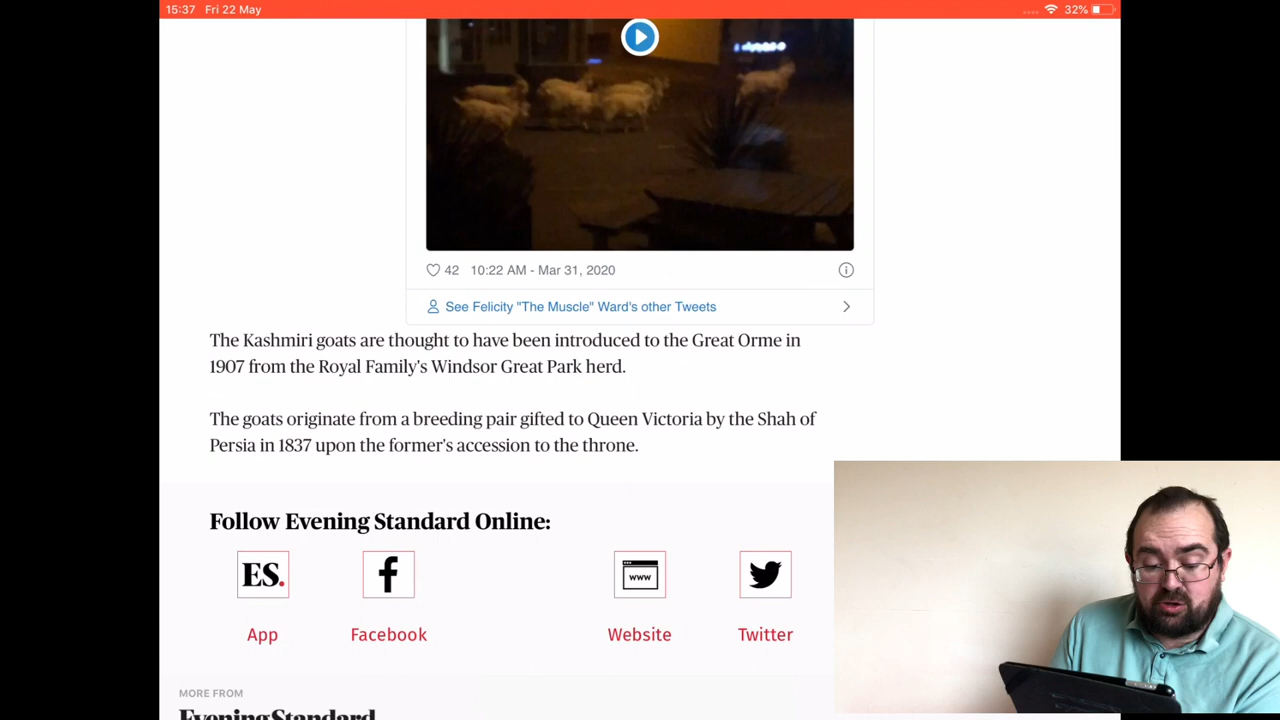 15:37 Fri 22 May
32%
42 10:22 AM - Mar 31, 2020
See Felicity "The Muscle" Ward's other Tweets
The Kashmiri goats are thought to have been introduced to the Great Orme in
1907 from the Royal Family's Windsor Great Park herd.
The goats originate from a breeding pair gifted to Queen Victoria by the Shah of
Persia in 1837 upon the former's accession to the throne.
Follow Evening Standard Online:
ES.
www
App Facebook Website Twitter
MORE FROM
Evening Standard